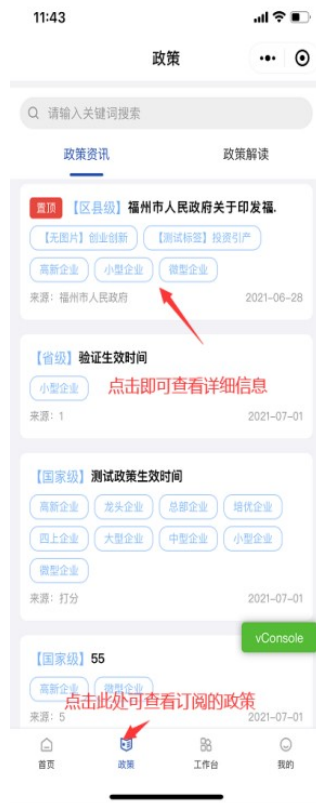 11:43
政策
请输入关键词搜索
政策资讯 政策解读
置顶 【区县级】福州市人民政府关于印发福.
【无图片】创业创新 【测试标签】投资引产
高新企业 小型企业 微型企业
来源：福州市人民政府 2021-06-28
【省级】验证生效时间
小型企业 点击即可查看详细信息
来源：1 2021-07-01
【国家级】测试政策生效时间
高新企业 龙头企业 总部企业 培优企业
四上企业 大型企业 中型企业 小型企业
微型企业
来源：打分 2021-07-01
vConsole
【国家级】55
高新企业 微型企业
点击此处可查看订阅的政策
来源：5 2021-07-01
首页 政策 工作台 我的